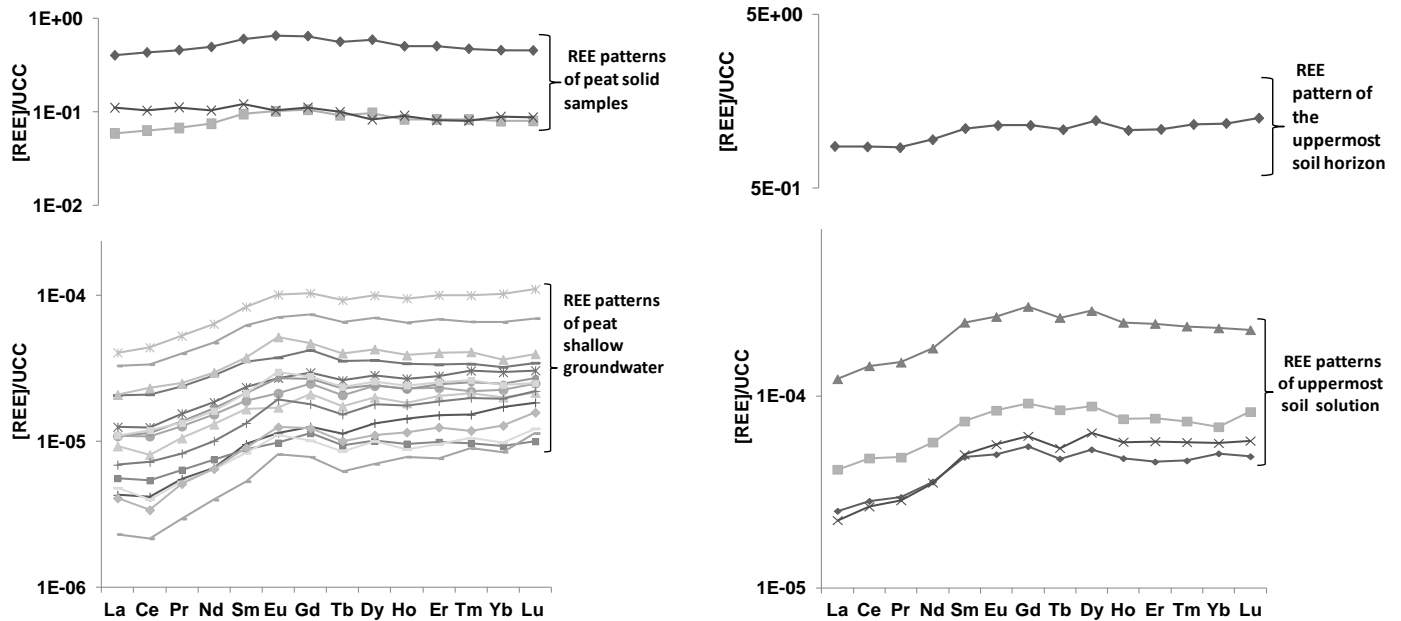 1E+00
1E-01
1E-02
[REE]/UCC
REE patterns
of peat solid
samples
5E+00
5E-01
[REE]/UCC
REE
pattern of
the
uppermost
soil horizon
1E-04
1E-05
1E-06
[REE]/UCC
REE patterns
of peat
shallow
groundwater
La Ce Pr Nd Sm Eu Gd Tb Dy Ho Er Tm Yb Lu
1E-04
1E-05
[REE]/UCC
REE patterns
of uppermost
soil solution
La Ce Pr Nd Sm Eu Gd Tb Dy Ho Er Tm Yb Lu